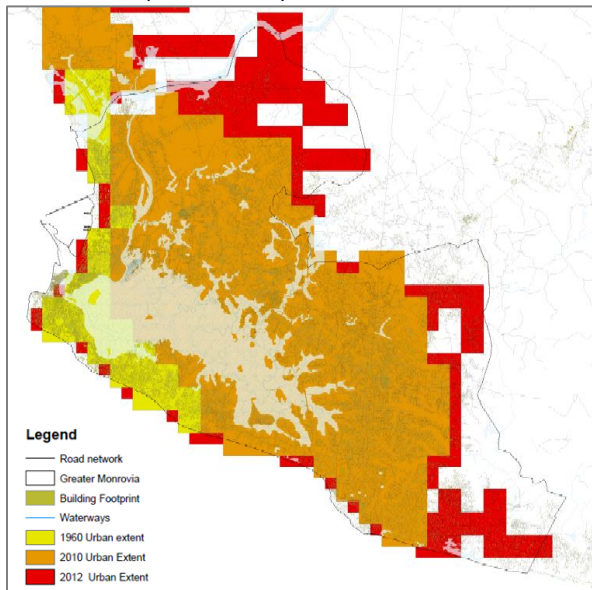 Legend
Road network
Greater Monrovia
Building Footprint
Waterways
1960 Urban extent
2010 Urban Extent
2012 Urban Extent